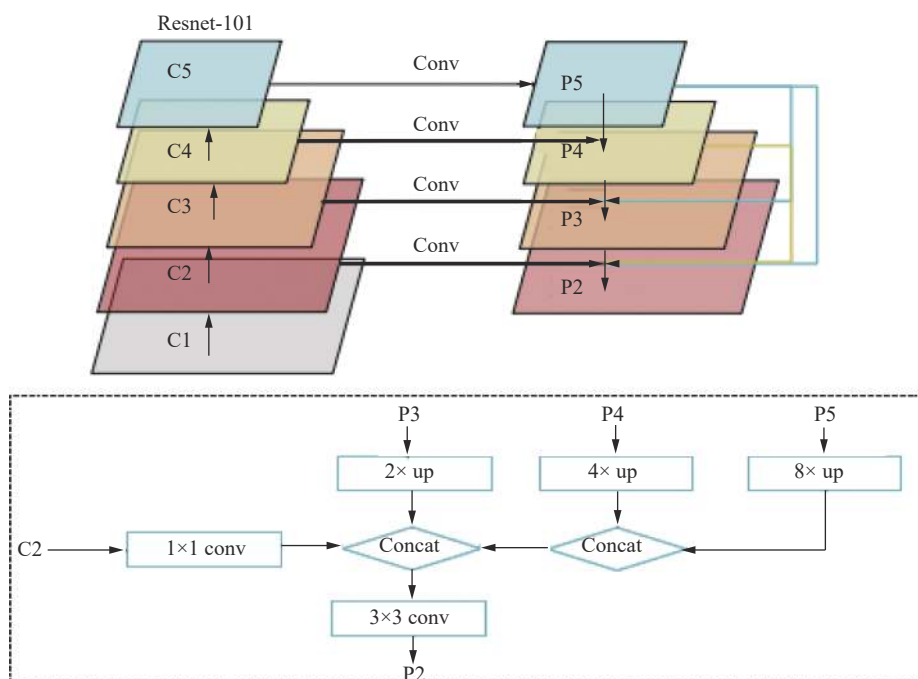 Resnet-101
C5
Conv
P5
C4
Conv
P4
C3
Conv
P3
C2
Conv
P2
C1
P3
P4
P5
2× up
4× up
8× up
C2
1×1 conv
Concat
Concat
3×3 conv
P2